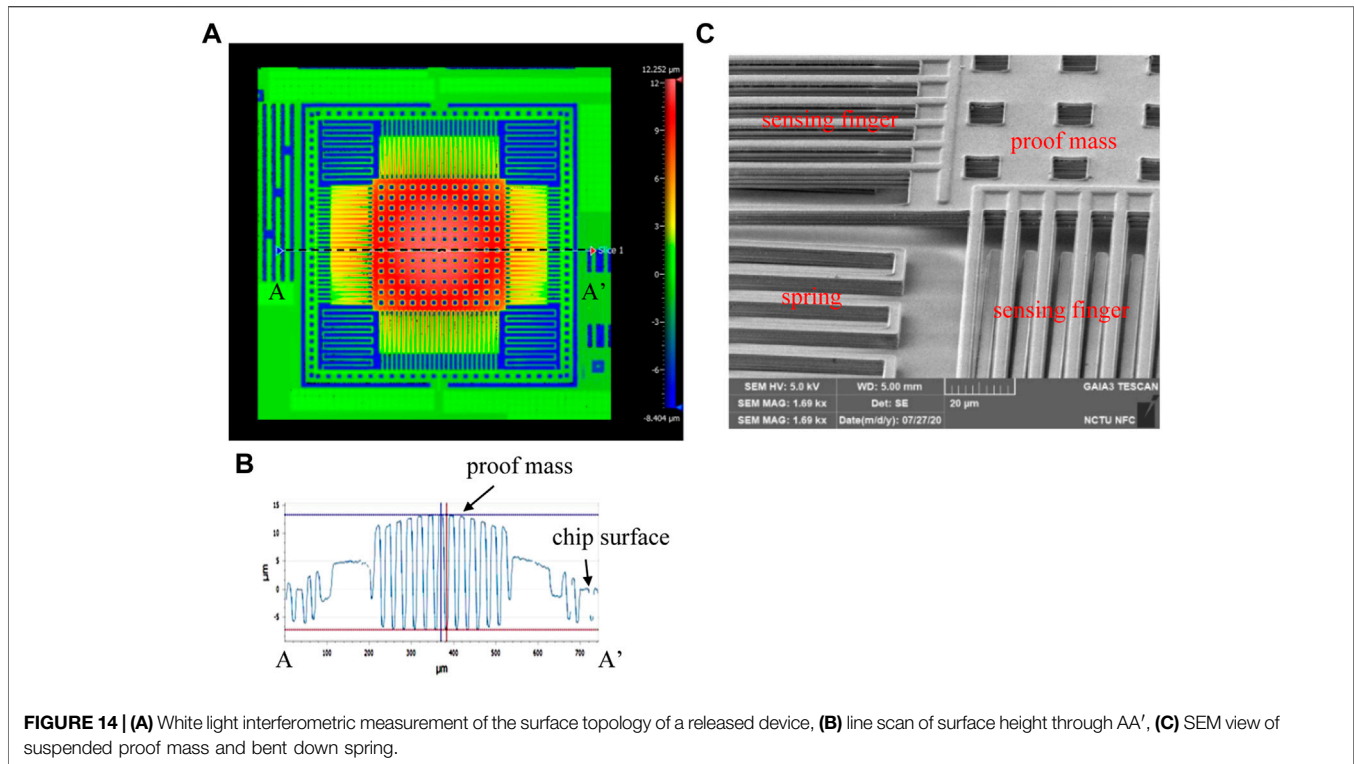 A
12.252 µm
12
9
6
3
0
-3
-6
-8.404 µm
Slice 1
A
A'
C
sensing finger
proof mass
spring
sensing finger
SEM HV: 5.0 kV
WD: 5.00 mm
GAIA3 TESCAN
SEM MAG: 1.69 kx
Det: SE
20 µm
SEM MAG: 1.69 kx
Date(m/d/y): 07/27/20
NCTU NFC
B
proof mass
chip surface
15
10
5
0
-5
µm
100
200
300
400
500
600
700
A
µm
A'
FIGURE 14 | (A) White light interferometric measurement of the surface topology of a released device, (B) line scan of surface height through AA′, (C) SEM view of
suspended proof mass and bent down spring.